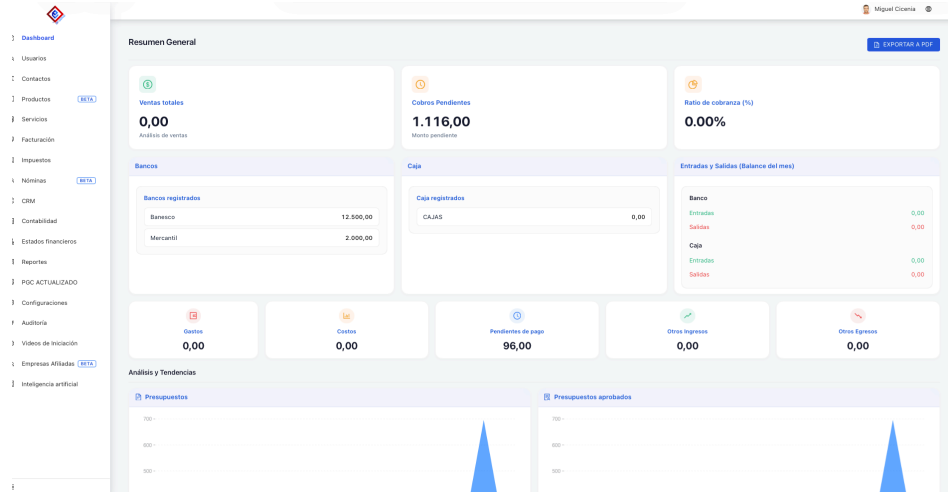 Miguel Cicenia
Dashboard
Usuarios
Contactos
Productos BETA
Servicios
Facturación
Impuestos
Nóminas BETA
CRM
Contabilidad
Estados financieros
Reportes
PGC ACTUALIZADO
Configuraciones
Auditoría
Videos de Iniciación
Empresas Afiliadas BETA
Inteligencia artificial
Resumen General
EXPORTAR A PDF
Ventas totales
0,00
Análisis de ventas
Cobros Pendientes
1.116,00
Monto pendiente
Ratio de cobranza (%)
0.00%
Bancos
Bancos registrados
Banesco 12.500,00
Mercantil 2.000,00
Caja
Caja registrados
CAJAS 0,00
Entradas y Salidas (Balance del mes)
Banco
Entradas 0,00
Salidas 0,00
Caja
Entradas 0,00
Salidas 0,00
Gastos
0,00
Costos
0,00
Pendientes de pago
96,00
Otros Ingresos
0,00
Otros Egresos
0,00
Análisis y Tendencias
Presupuestos
700
600
500
Presupuestos aprobados
700
600
500